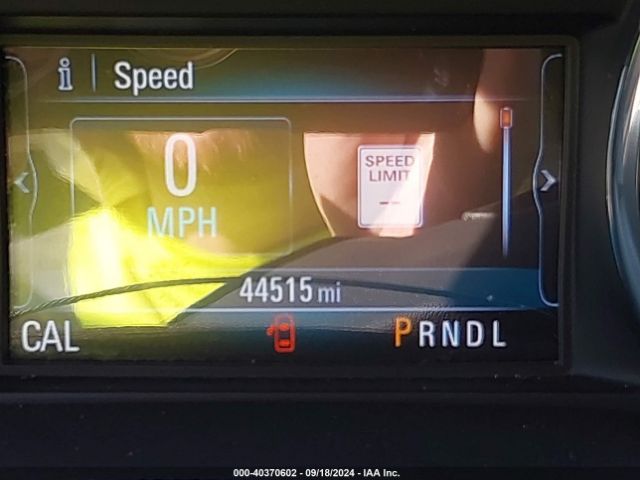 i Speed
0
MPH
SPEED
LIMIT
--
44515 mi
CAL
PRNDL
000-40370602 - 09/18/2024 - IAA Inc.